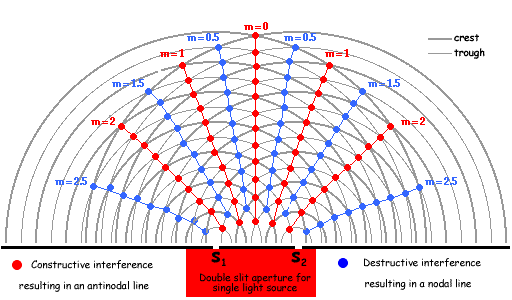 m=0
m=0.5
m=0.5
m=1
m=1
m=1.5
m=1.5
m=2
m=2
m=2.5
m=2.5
crest
trough
S1
S2
Double slit aperture for
single light source
Constructive interference
resulting in an antinodal line
Destructive interference
resulting in a nodal line